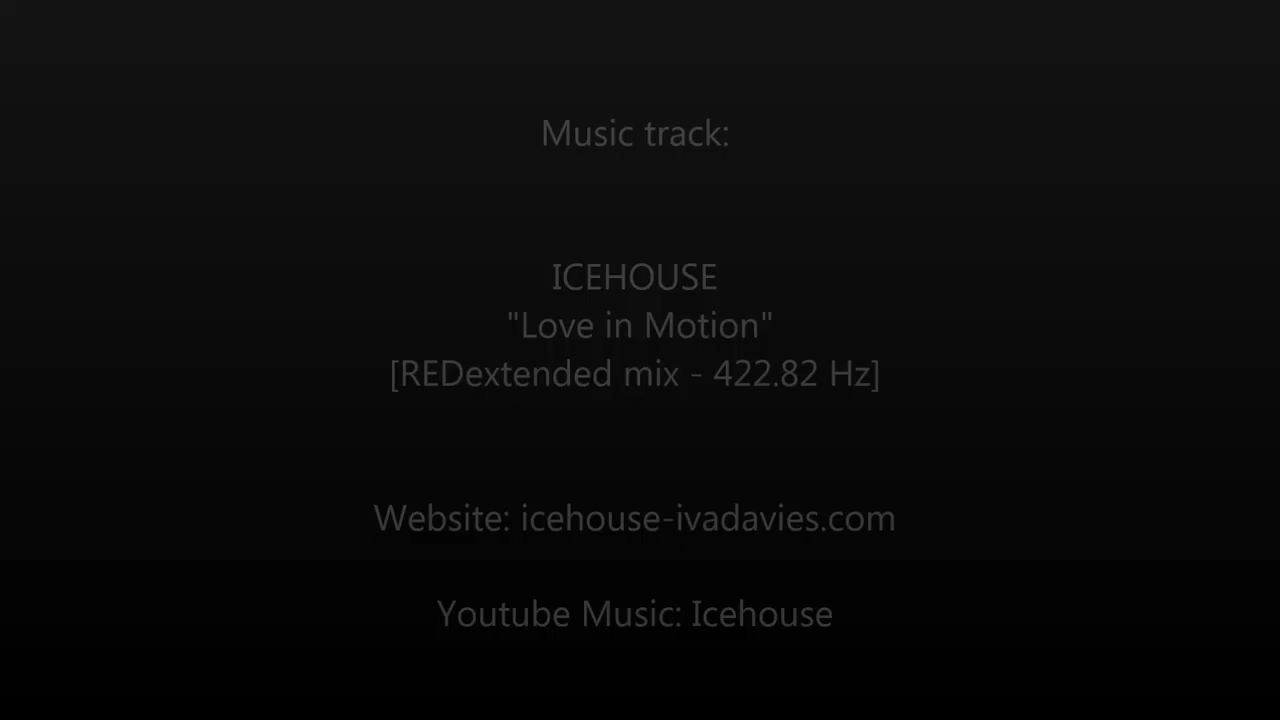 Music track:
ICEHOUSE
"Love in Motion"
[REDextended mix - 422.82 Hz]
Website: icehouse-ivadavies.com
Youtube Music: Icehouse